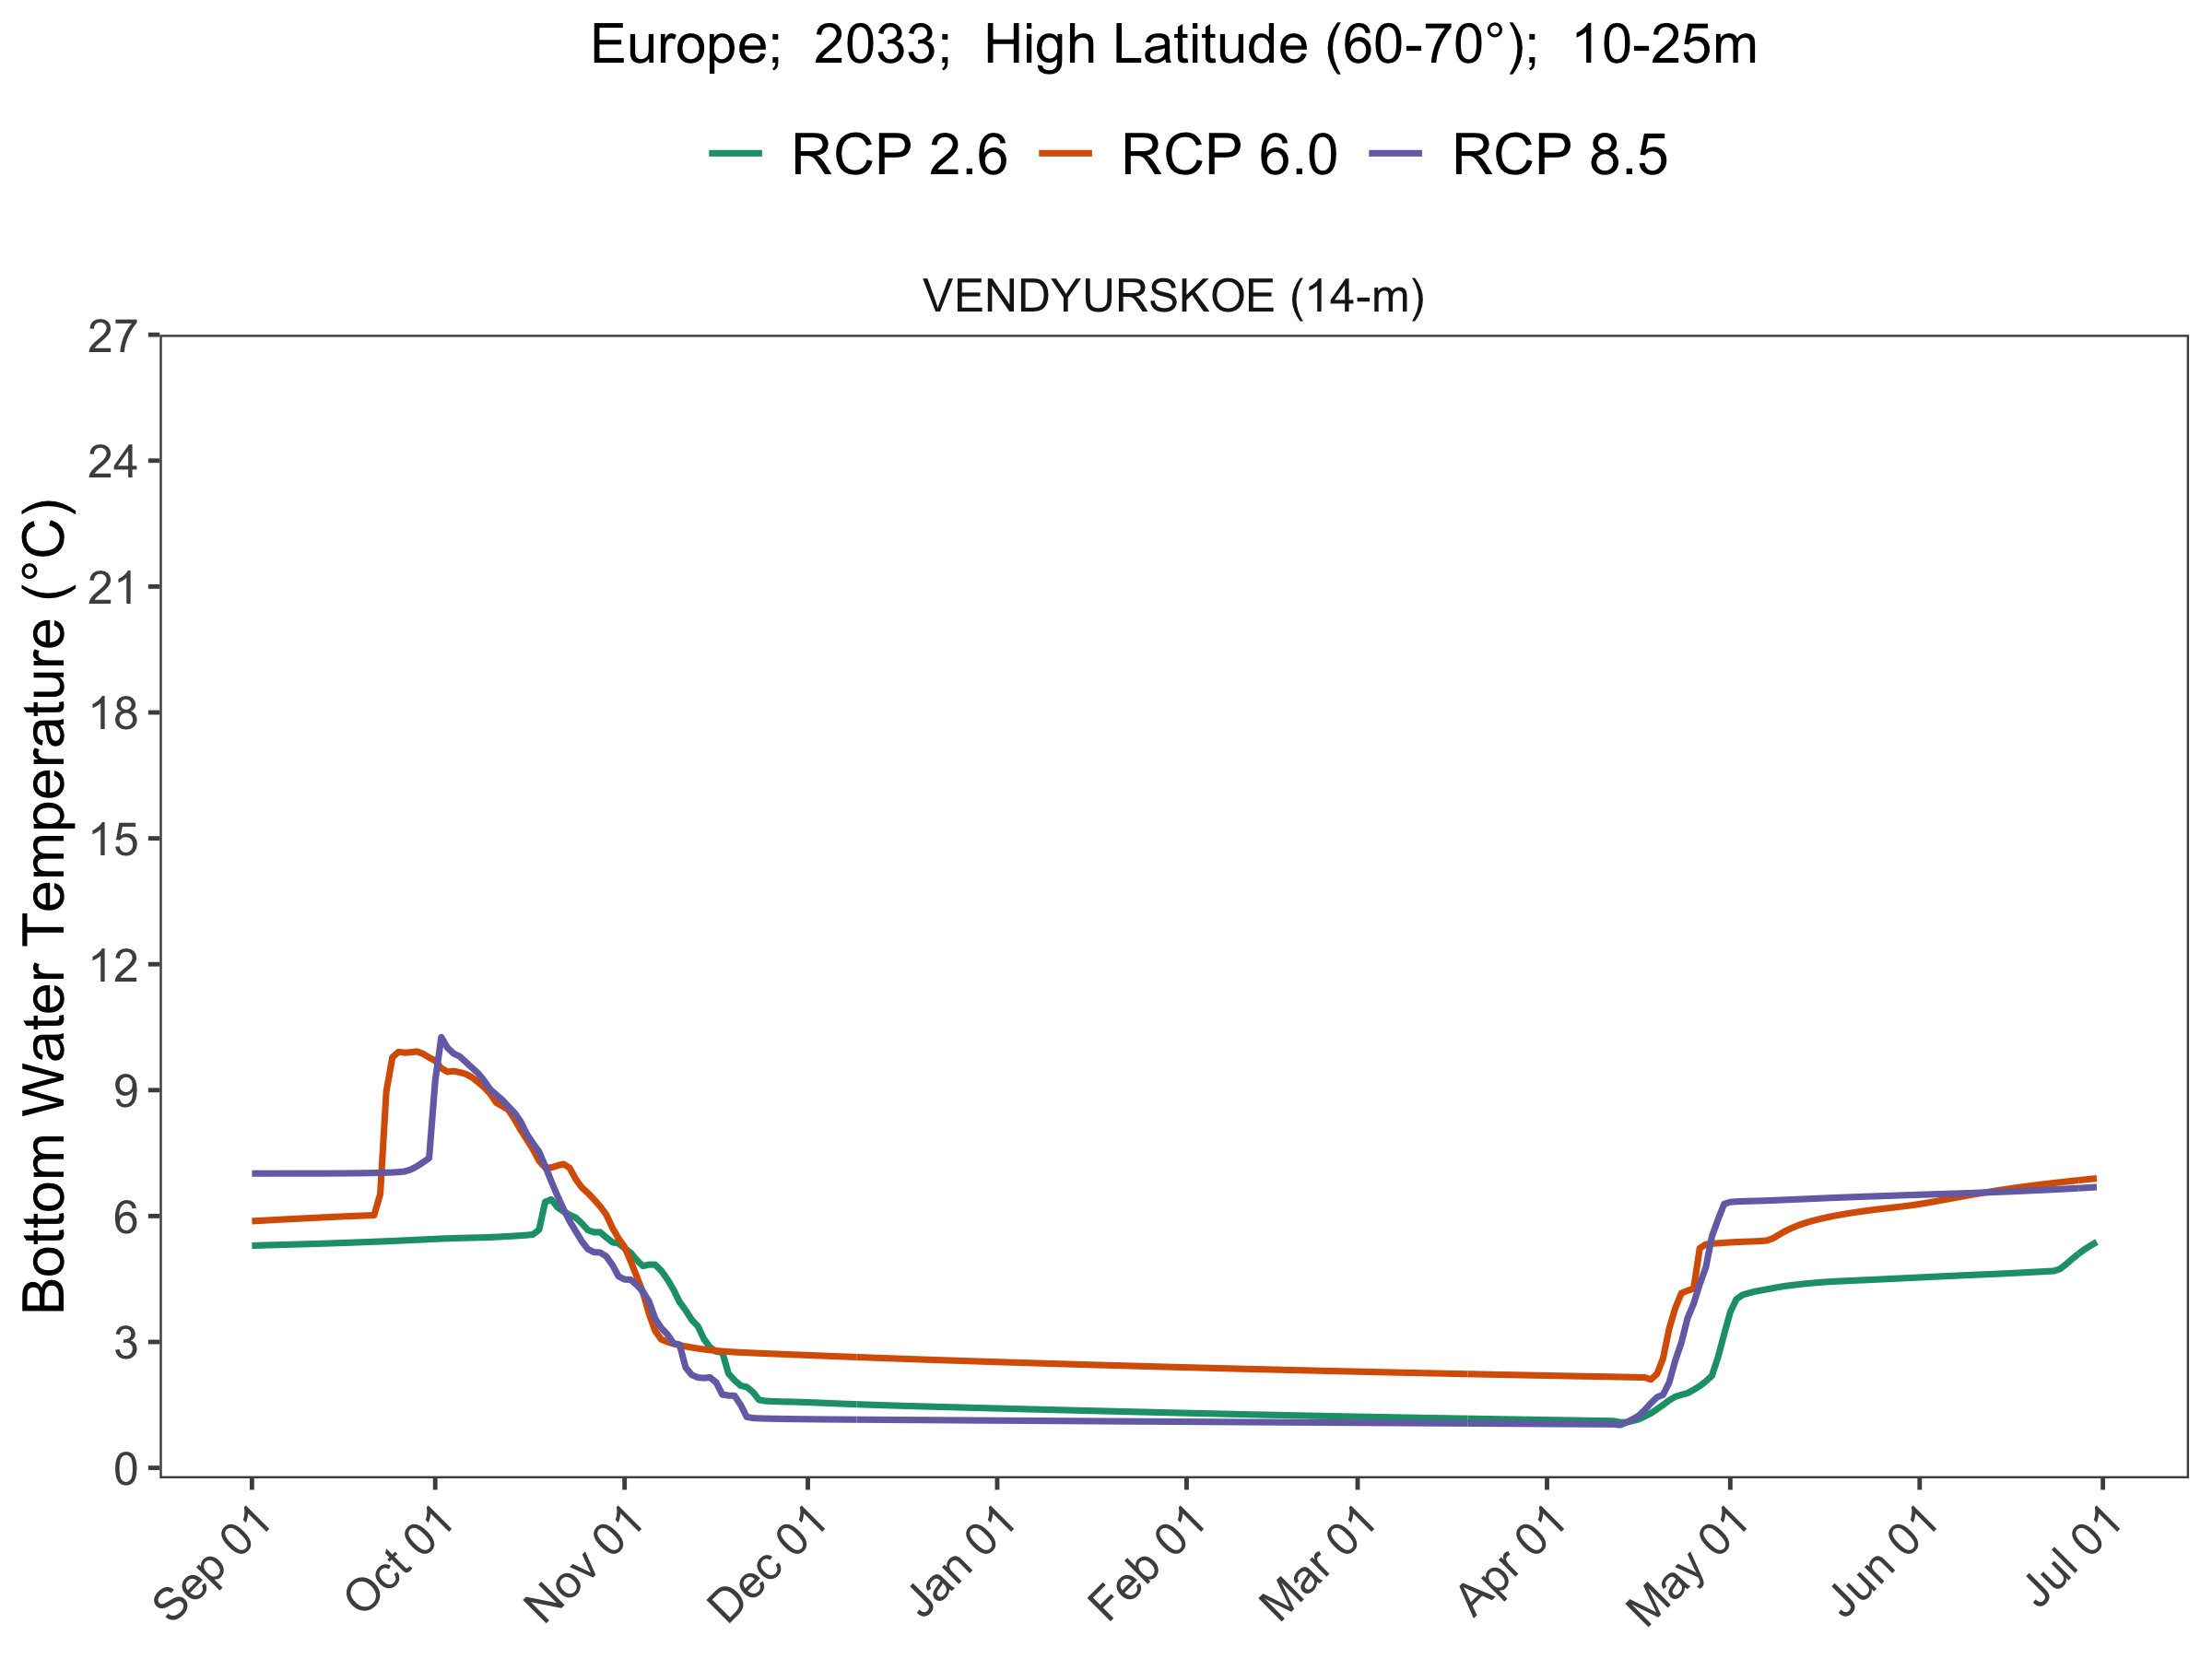 Europe;  2033;  High Latitude (60-70°);  10-25m
RCP 2.6 RCP 6.0 RCP 8.5
VENDYURSKOE (14-m)
Bottom Water Temperature (°C)
27
24
21
18
15
12
9
6
3
0
Sep 01 Oct 01 Nov 01 Dec 01 Jan 01 Feb 01 Mar 01 Apr 01 May 01 Jun 01 Jul 01